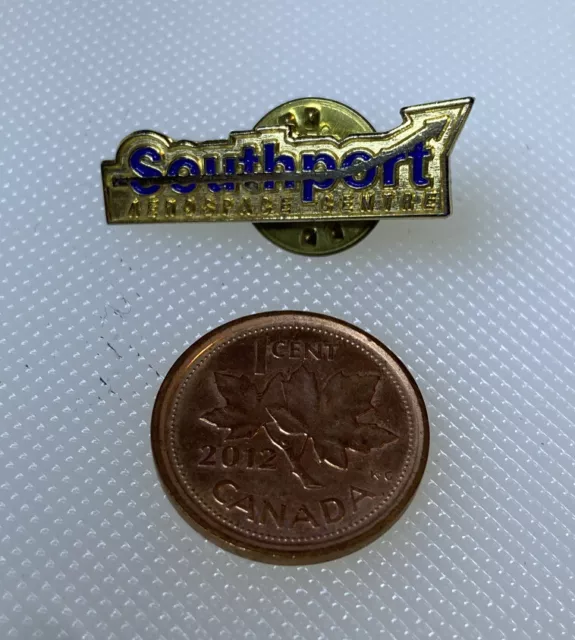 Southport
AEROSPACE CENTRE
1 CENT
2012
CANADA